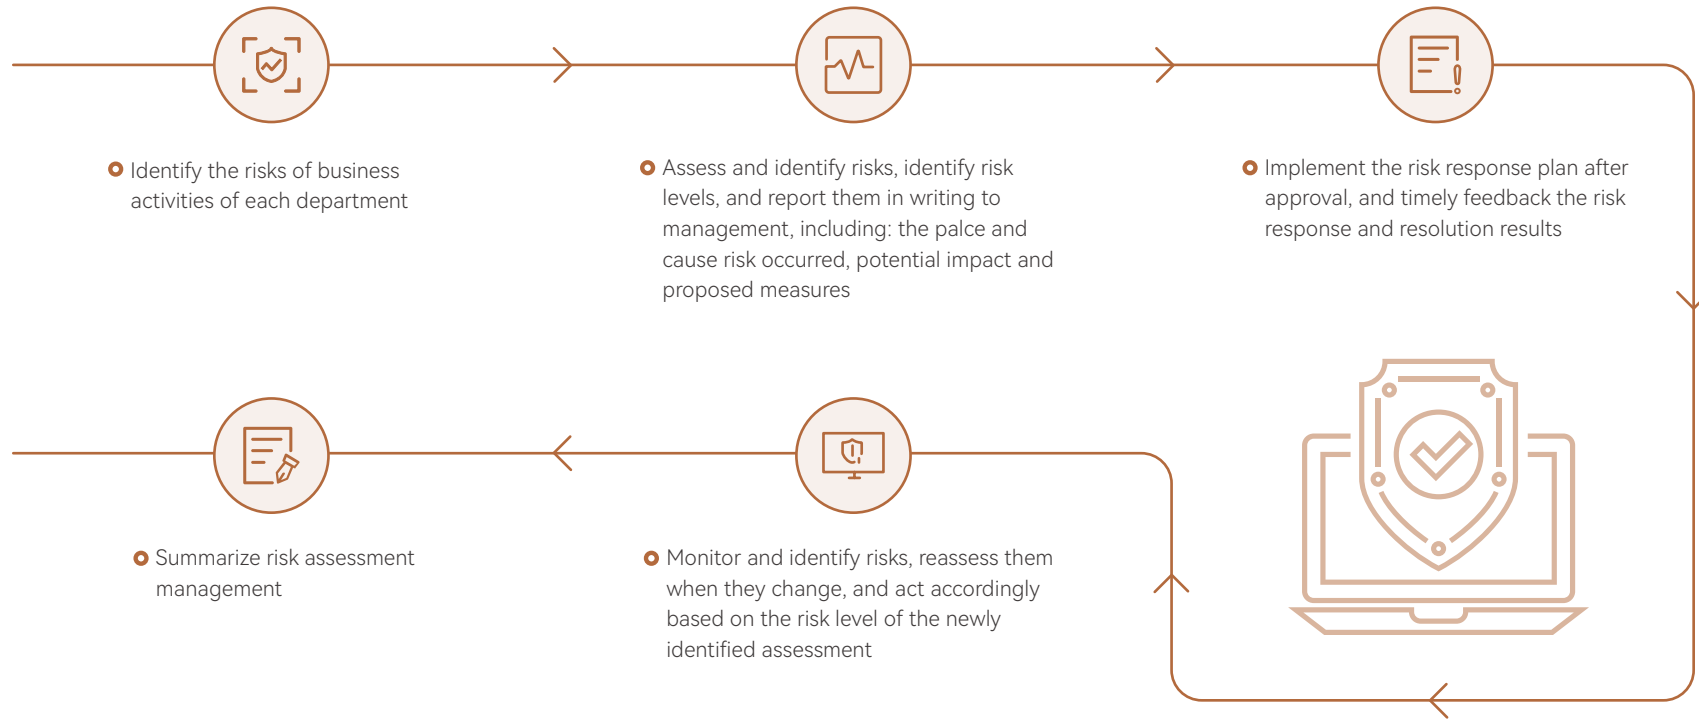 Identify the risks of business
activities of each department
Assess and identify risks, identify risk
levels, and report them in writing to
management, including: the palce and
cause risk occurred, potential impact and
proposed measures
Implement the risk response plan after
approval, and timely feedback the risk
response and resolution results
Summarize risk assessment
management
Monitor and identify risks, reassess them
when they change, and act accordingly
based on the risk level of the newly
identified assessment